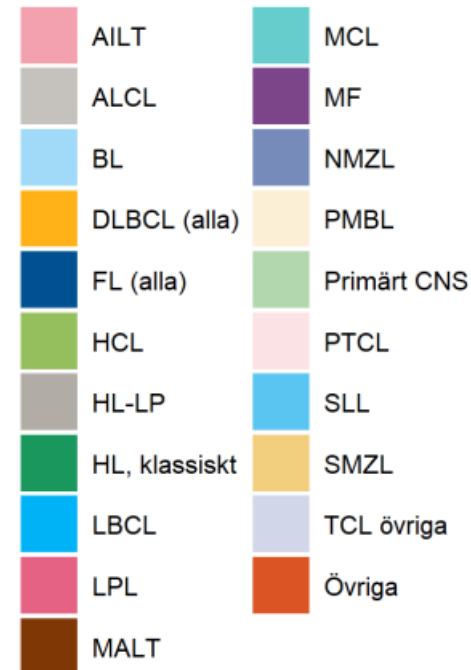 AILT
ALCL
BL
DLBCL (alla)
FL (alla)
HCL
HL-LP
HL, klassiskt
LBCL
LPL
MALT
MCL
MF
NMZL
PMBL
Primärt CNS
PTCL
SLL
SMZL
TCL övriga
Övriga